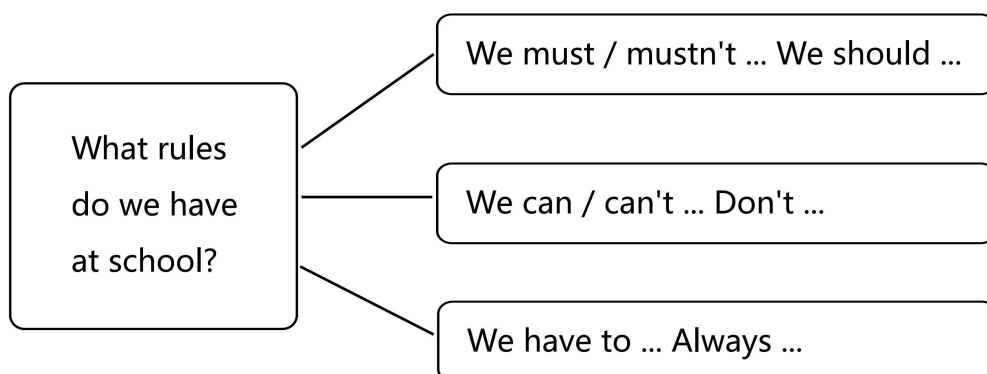 What rules
do we have
at school?
We must / mustn't ... We should ...
We can / can't ... Don't ...
We have to ... Always ...